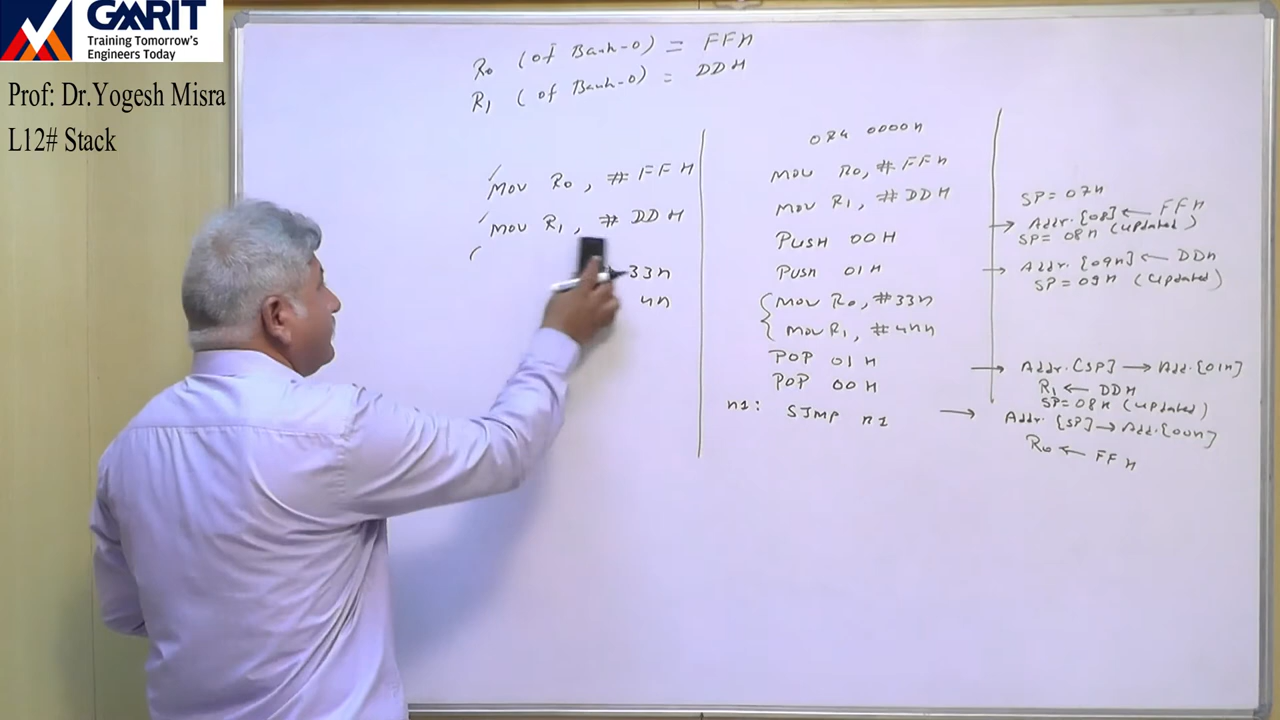 GMRIT
Training Tomorrow's
Engineers Today
Prof: Dr.Yogesh Misra
L12# Stack
R0 (of Bank-0) = FFH
R1 (of Bank-0) = DDH
MOV R0, # FFH
MOV R1, # DDH
33H
4H
ORG 0000H
MOV R0, # FFH
MOV R1, # DDH
PUSH 00H
PUSH 01H
MOV R0, #33H
MOV R1, #44H
POP 01H
POP 00H
H1: SJMP H1
SP = 07H
→ Addr.[08] ← FFH
SP = 08H (updated)
→ Addr.[09H] ← DDH
SP = 09H (updated)
→ Addr.[SP] → Add.[01H]
R1 ← DDH
SP = 08H (updated)
→ Addr.[SP] → Add.[00H]
R0 ← FFH